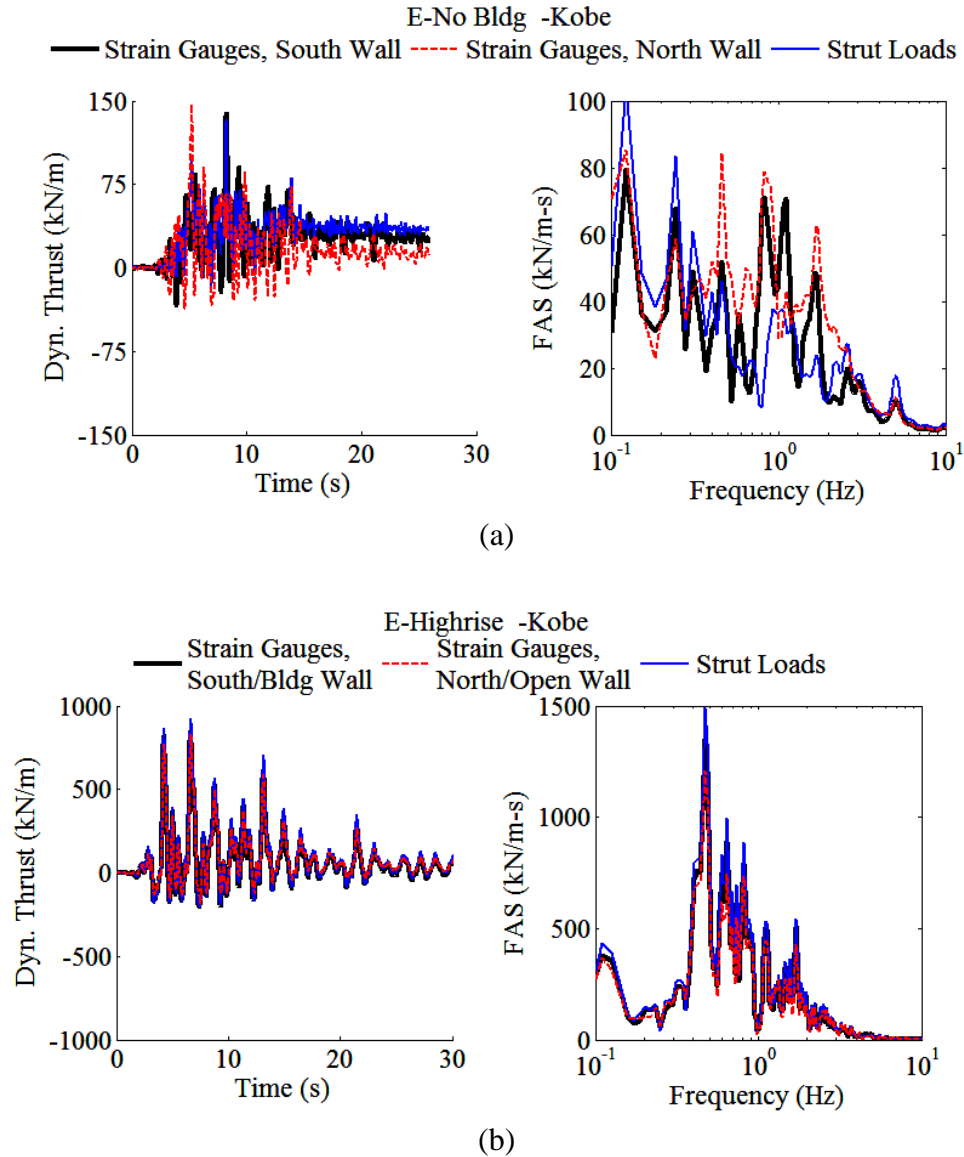 E-No Bldg -Kobe
Strain Gauges, South Wall
Strain Gauges, North Wall
Strut Loads
Dyn. Thrust (kN/m)
150
75
0
-75
-150
0
10
20
30
Time (s)
FAS (kN/m-s)
100
80
60
40
20
0
10-1
100
101
Frequency (Hz)
(a)
E-Highrise -Kobe
Strain Gauges,
South/Bldg Wall
Strain Gauges,
North/Open Wall
Strut Loads
Dyn. Thrust (kN/m)
1000
500
0
-500
-1000
0
10
20
30
Time (s)
FAS (kN/m-s)
1500
1000
500
0
10-1
100
101
Frequency (Hz)
(b)